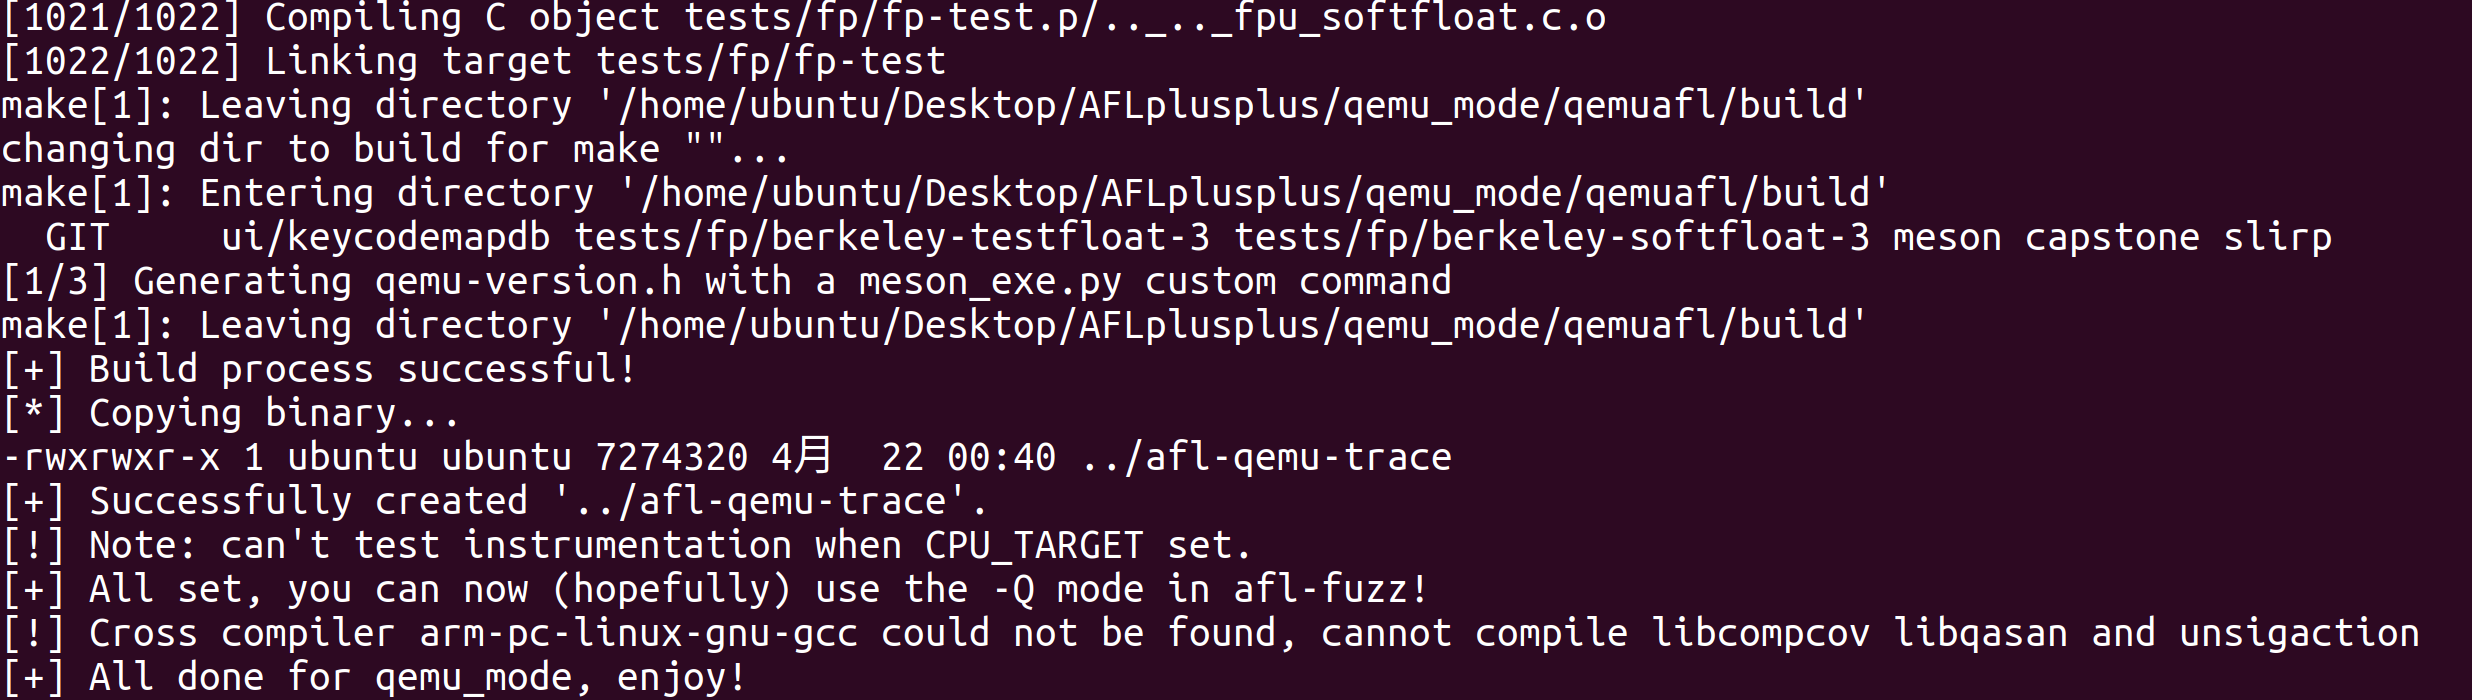 [1021/1022] Compiling C object tests/fp/fp-test.p/.._.._fpu_softfloat.c.o
[1022/1022] Linking target tests/fp/fp-test
make[1]: Leaving directory '/home/ubuntu/Desktop/AFLplusplus/qemu_mode/qemuafl/build'
changing dir to build for make ""...
make[1]: Entering directory '/home/ubuntu/Desktop/AFLplusplus/qemu_mode/qemuafl/build'
  GIT     ui/keycodemapdb tests/fp/berkeley-testfloat-3 tests/fp/berkeley-softfloat-3 meson capstone slirp
[1/3] Generating qemu-version.h with a meson_exe.py custom command
make[1]: Leaving directory '/home/ubuntu/Desktop/AFLplusplus/qemu_mode/qemuafl/build'
[+] Build process successful!
[*] Copying binary...
-rwxrwxr-x 1 ubuntu ubuntu 7274320 4月  22 00:40 ../afl-qemu-trace
[+] Successfully created '../afl-qemu-trace'.
[!] Note: can't test instrumentation when CPU_TARGET set.
[+] All set, you can now (hopefully) use the -Q mode in afl-fuzz!
[!] Cross compiler arm-pc-linux-gnu-gcc could not be found, cannot compile libcompcov libqasan and unsigaction
[+] All done for qemu_mode, enjoy!